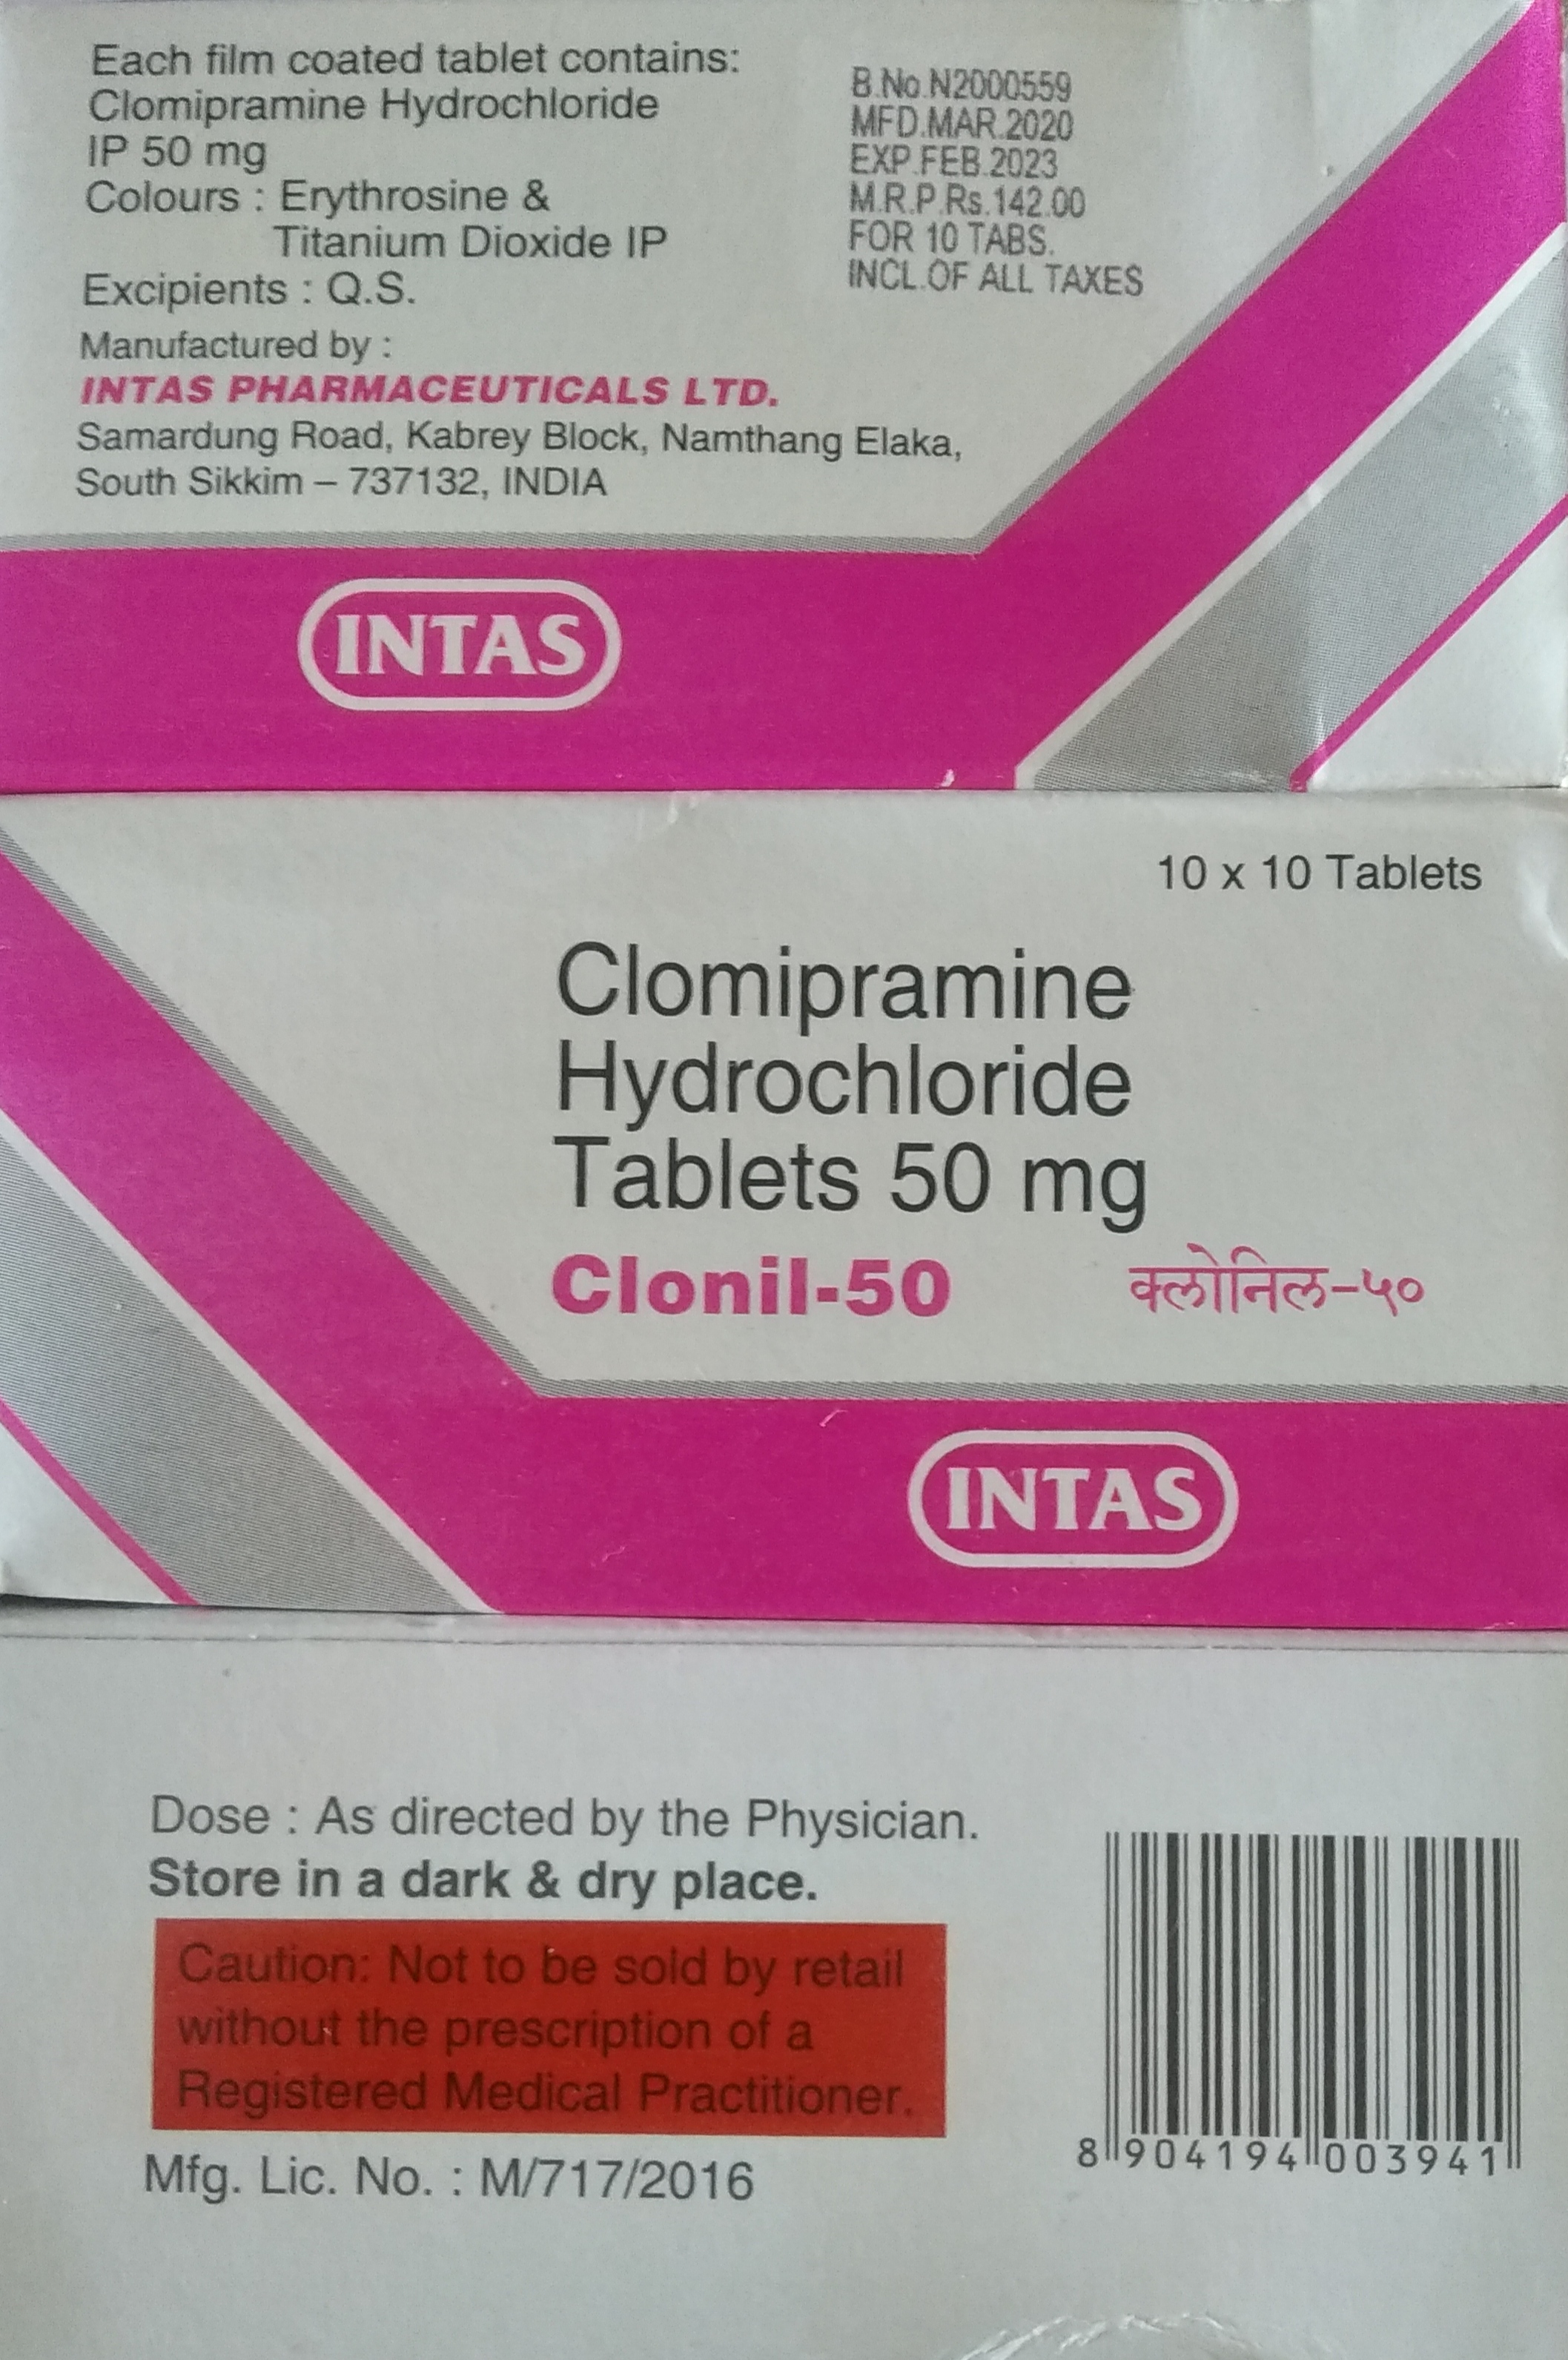 Each film coated tablet contains:
Clomipramine Hydrochloride
IP 50 mg
Colours : Erythrosine &
Titanium Dioxide IP
Excipients : Q.S.
B.No.N2000559
MFD.MAR.2020
EXP.FEB.2023
M.R.P.Rs.142.00
FOR 10 TABS.
INCL.OF ALL TAXES
Manufactured by :
INTAS PHARMACEUTICALS LTD.
Samardung Road, Kabrey Block, Namthang Elaka,
South Sikkim – 737132, INDIA
INTAS
10 x 10 Tablets
Clomipramine
Hydrochloride
Tablets 50 mg
Clonil-50 क्लोनिल-५०
INTAS
Dose : As directed by the Physician.
Store in a dark & dry place.
Caution: Not to be sold by retail
without the prescription of a
Registered Medical Practitioner.
Mfg. Lic. No. : M/717/2016
8 904194 003941